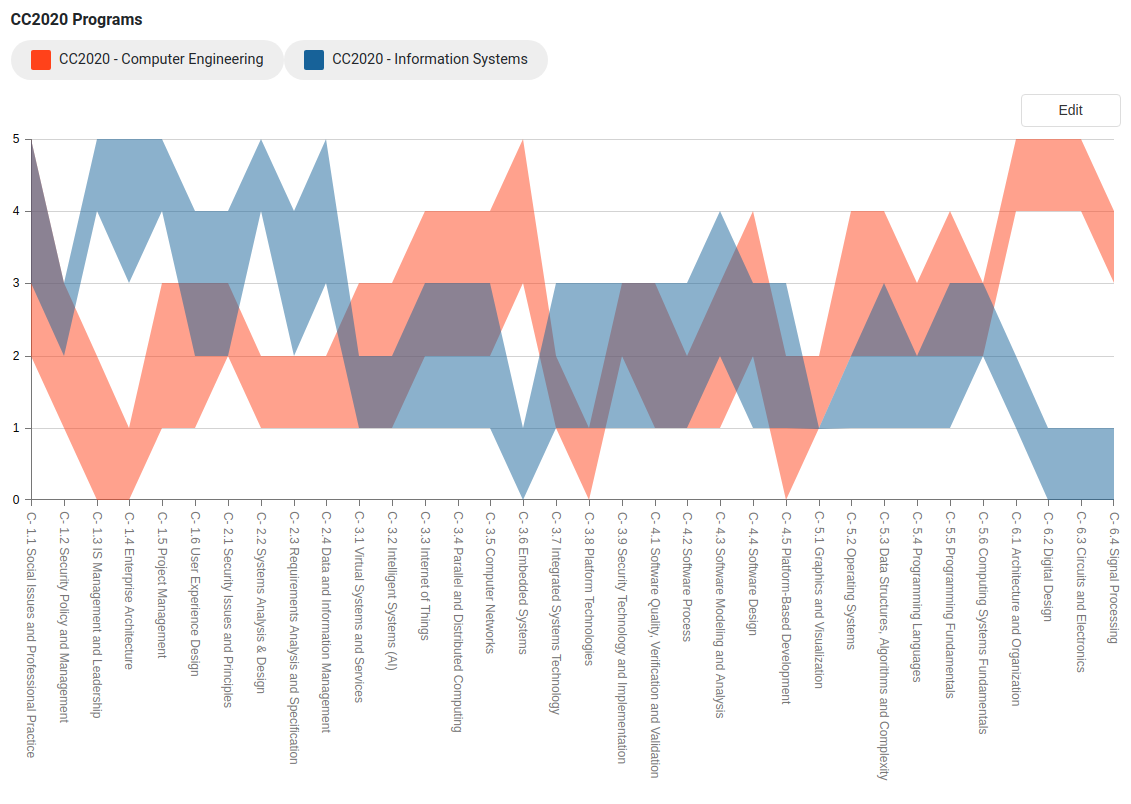 CC2020 Programs
CC2020 - Computer Engineering
CC2020 - Information Systems
Edit
5
4
3
2
1
0
C- 1.1 Social Issues and Professional Practice
C- 1.2 Security Policy and Management
C- 1.3 IS Management and Leadership
C- 1.4 Enterprise Architecture
C- 1.5 Project Management
C- 1.6 User Experience Design
C- 2.1 Security Issues and Principles
C- 2.2 Systems Analysis & Design
C- 2.3 Requirements Analysis and Specification
C- 2.4 Data and Information Management
C- 3.1 Virtual Systems and Services
C- 3.2 Intelligent Systems (AI)
C- 3.3 Internet of Things
C- 3.4 Parallel and Distributed Computing
C- 3.5 Computer Networks
C- 3.6 Embedded Systems
C- 3.7 Integrated Systems Technology
C- 3.8 Platform Technologies
C- 3.9 Security Technology and Implementation
C- 4.1 Software Quality, Verification and Validation
C- 4.2 Software Process
C- 4.3 Software Modeling and Analysis
C- 4.4 Software Design
C- 4.5 Platform-Based Development
C- 5.1 Graphics and Visualization
C- 5.2 Operating Systems
C- 5.3 Data Structures, Algorithms and Complexity
C- 5.4 Programming Languages
C- 5.5 Programming Fundamentals
C- 5.6 Computing Systems Fundamentals
C- 6.1 Architecture and Organization
C- 6.2 Digital Design
C- 6.3 Circuits and Electronics
C- 6.4 Signal Processing